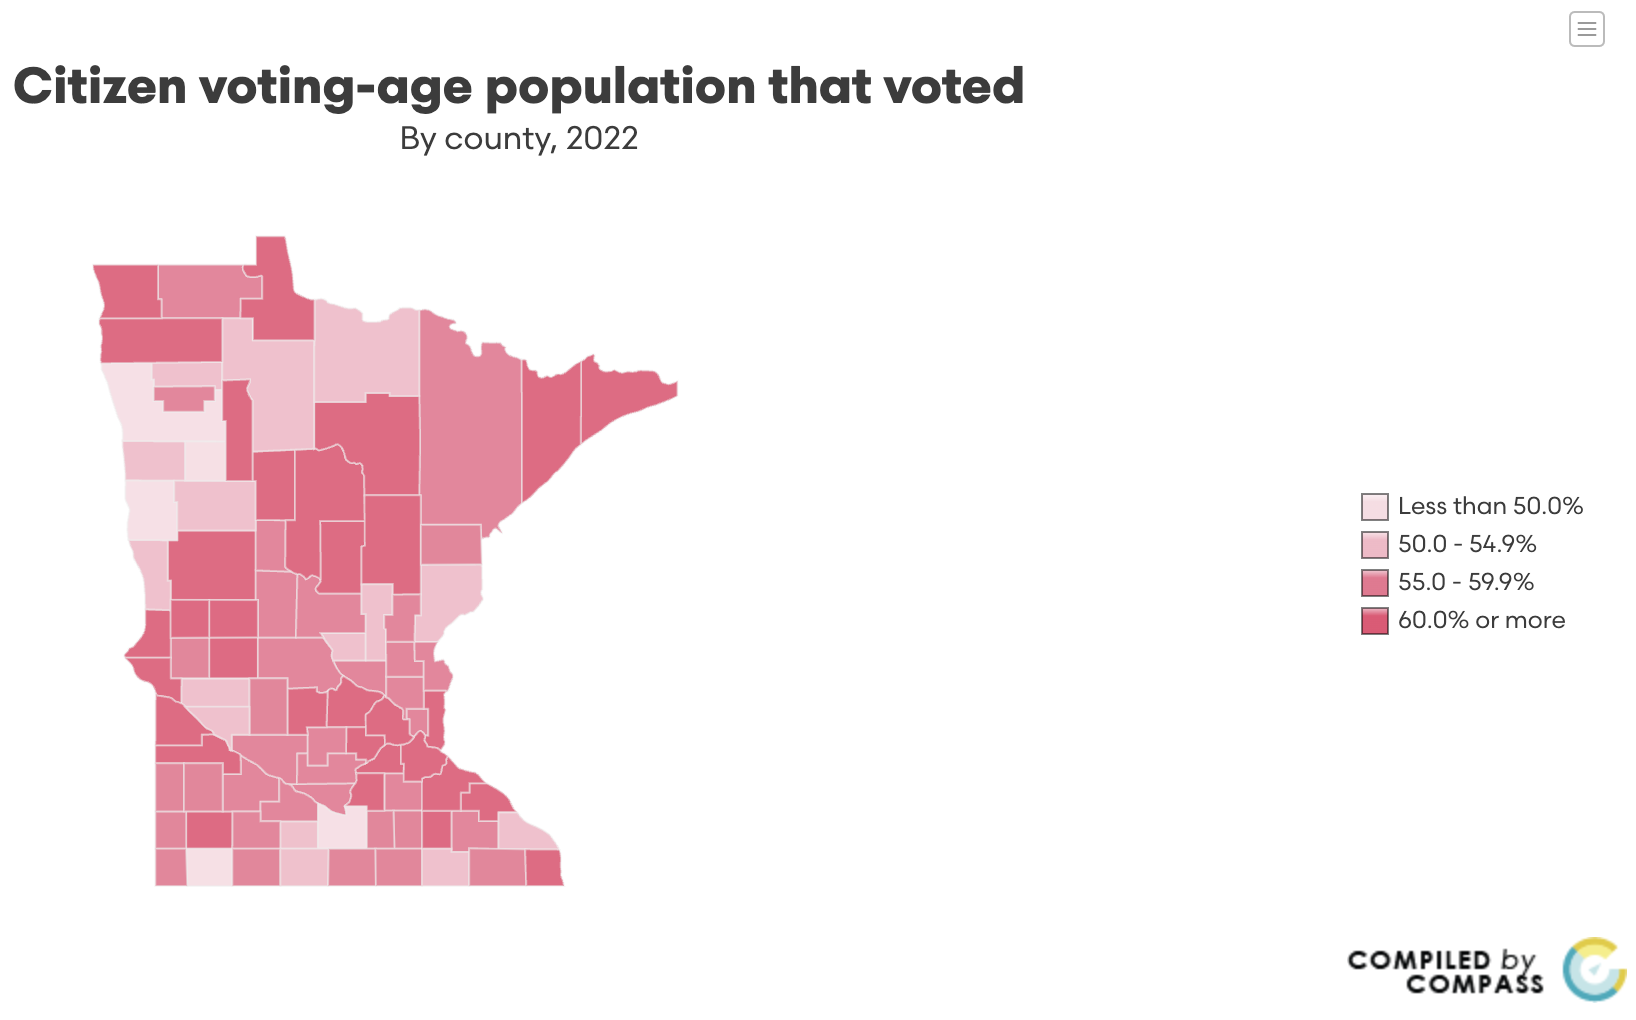 Citizen voting-age population that voted
By county, 2022
Less than 50.0%
50.0 - 54.9%
55.0 - 59.9%
60.0% or more
COMPILED by
COMPASS